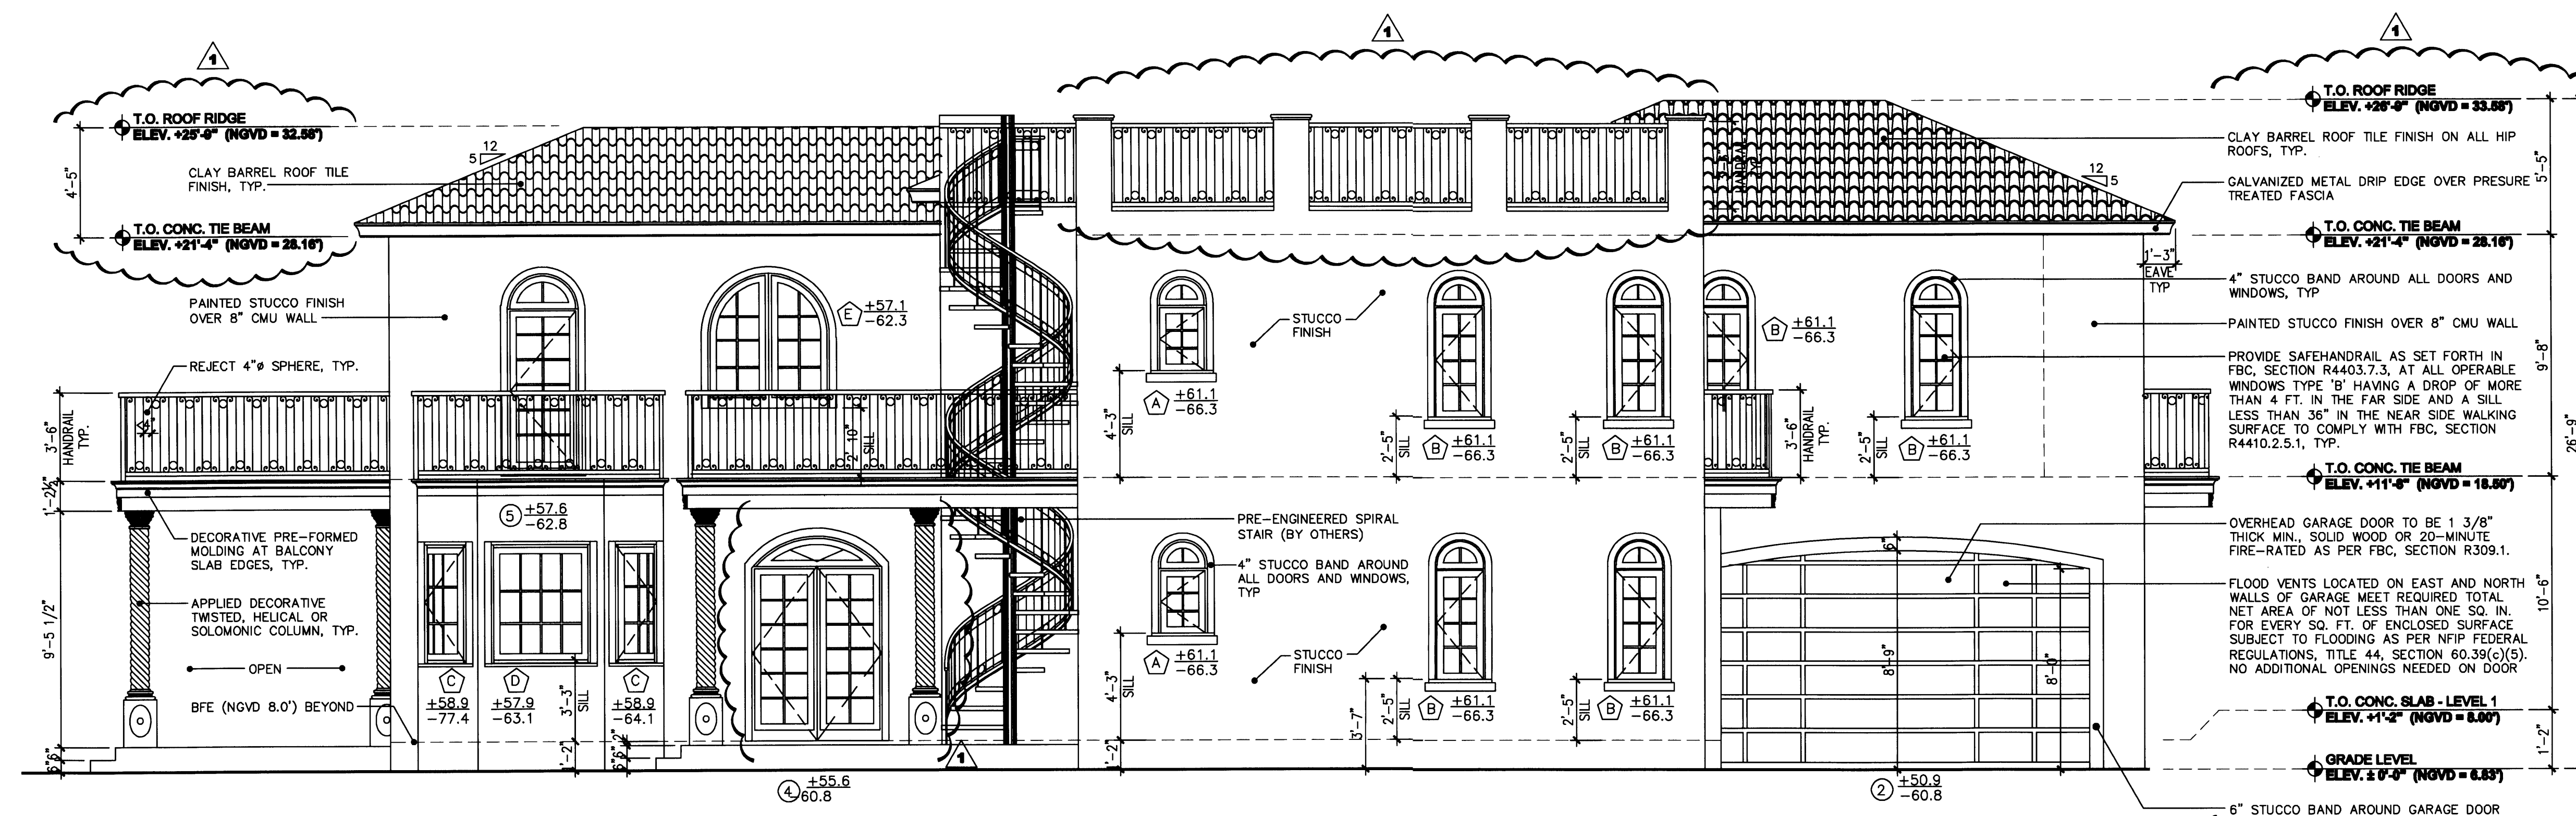 1
1
1
T.O. ROOF RIDGE
ELEV. +25'-9" (NGVD = 32.58')
4'-5"
CLAY BARREL ROOF TILE
FINISH, TYP.
12
5
T.O. CONC. TIE BEAM
ELEV. +21'-4" (NGVD = 28.16')
PAINTED STUCCO FINISH
OVER 8" CMU WALL
REJECT 4"ø SPHERE, TYP.
4"
3'-6"
HANDRAIL
TYP.
1'-2½"
DECORATIVE PRE-FORMED
MOLDING AT BALCONY
SLAB EDGES, TYP.
APPLIED DECORATIVE
TWISTED, HELICAL OR
SOLOMONIC COLUMN, TYP.
9'-5 1/2"
OPEN
BFE (NGVD 8.0') BEYOND
6"
6"
E
+57.1
-62.3
2'-10"
SILL
5
+57.6
-62.8
C
+58.9
-77.4
D
+57.9
-63.1
C
+58.9
-64.1
3'-3"
SILL
1'-2"
6"
6"
2"
4
+55.6
-60.8
1
PRE-ENGINEERED SPIRAL
STAIR (BY OTHERS)
4" STUCCO BAND AROUND
ALL DOORS AND WINDOWS,
TYP
STUCCO
FINISH
A
+61.1
-66.3
4'-3"
SILL
B
+61.1
-66.3
2'-5"
SILL
B
+61.1
-66.3
2'-5"
SILL
B
+61.1
-66.3
3'-6"
HANDRAIL
TYP.
B
+61.1
-66.3
2'-5"
SILL
A
+61.1
-66.3
4'-3"
SILL
1'-2"
STUCCO
FINISH
3'-7"
B
+61.1
-66.3
2'-5"
SILL
B
+61.1
-66.3
2'-5"
SILL
HANDRAIL
12
5
1'-3"
EAVE
TYP
6"
8'-9"
8'-0"
2
+50.9
-60.8
T.O. ROOF RIDGE
ELEV. +26'-9" (NGVD = 33.58')
CLAY BARREL ROOF TILE FINISH ON ALL HIP
ROOFS, TYP.
GALVANIZED METAL DRIP EDGE OVER PRESURE
TREATED FASCIA
5'-5"
T.O. CONC. TIE BEAM
ELEV. +21'-4" (NGVD = 28.16')
4" STUCCO BAND AROUND ALL DOORS AND
WINDOWS, TYP
PAINTED STUCCO FINISH OVER 8" CMU WALL
PROVIDE SAFEHANDRAIL AS SET FORTH IN
FBC, SECTION R4403.7.3, AT ALL OPERABLE
WINDOWS TYPE 'B' HAVING A DROP OF MORE
THAN 4 FT. IN THE FAR SIDE AND A SILL
LESS THAN 36" IN THE NEAR SIDE WALKING
SURFACE TO COMPLY WITH FBC, SECTION
R4410.2.5.1, TYP.
9'-8"
26'-9"
T.O. CONC. TIE BEAM
ELEV. +11'-8" (NGVD = 18.50')
OVERHEAD GARAGE DOOR TO BE 1 3/8"
THICK MIN., SOLID WOOD OR 20-MINUTE
FIRE-RATED AS PER FBC, SECTION R309.1.
FLOOD VENTS LOCATED ON EAST AND NORTH
WALLS OF GARAGE MEET REQUIRED TOTAL
NET AREA OF NOT LESS THAN ONE SQ. IN.
FOR EVERY SQ. FT. OF ENCLOSED SURFACE
SUBJECT TO FLOODING AS PER NFIP FEDERAL
REGULATIONS, TITLE 44, SECTION 60.39(c)(5).
NO ADDITIONAL OPENINGS NEEDED ON DOOR
10'-6"
T.O. CONC. SLAB - LEVEL 1
ELEV. +1'-2" (NGVD = 8.00')
1'-2"
GRADE LEVEL
ELEV. ± 0'-0" (NGVD = 6.83')
6" STUCCO BAND AROUND GARAGE DOOR